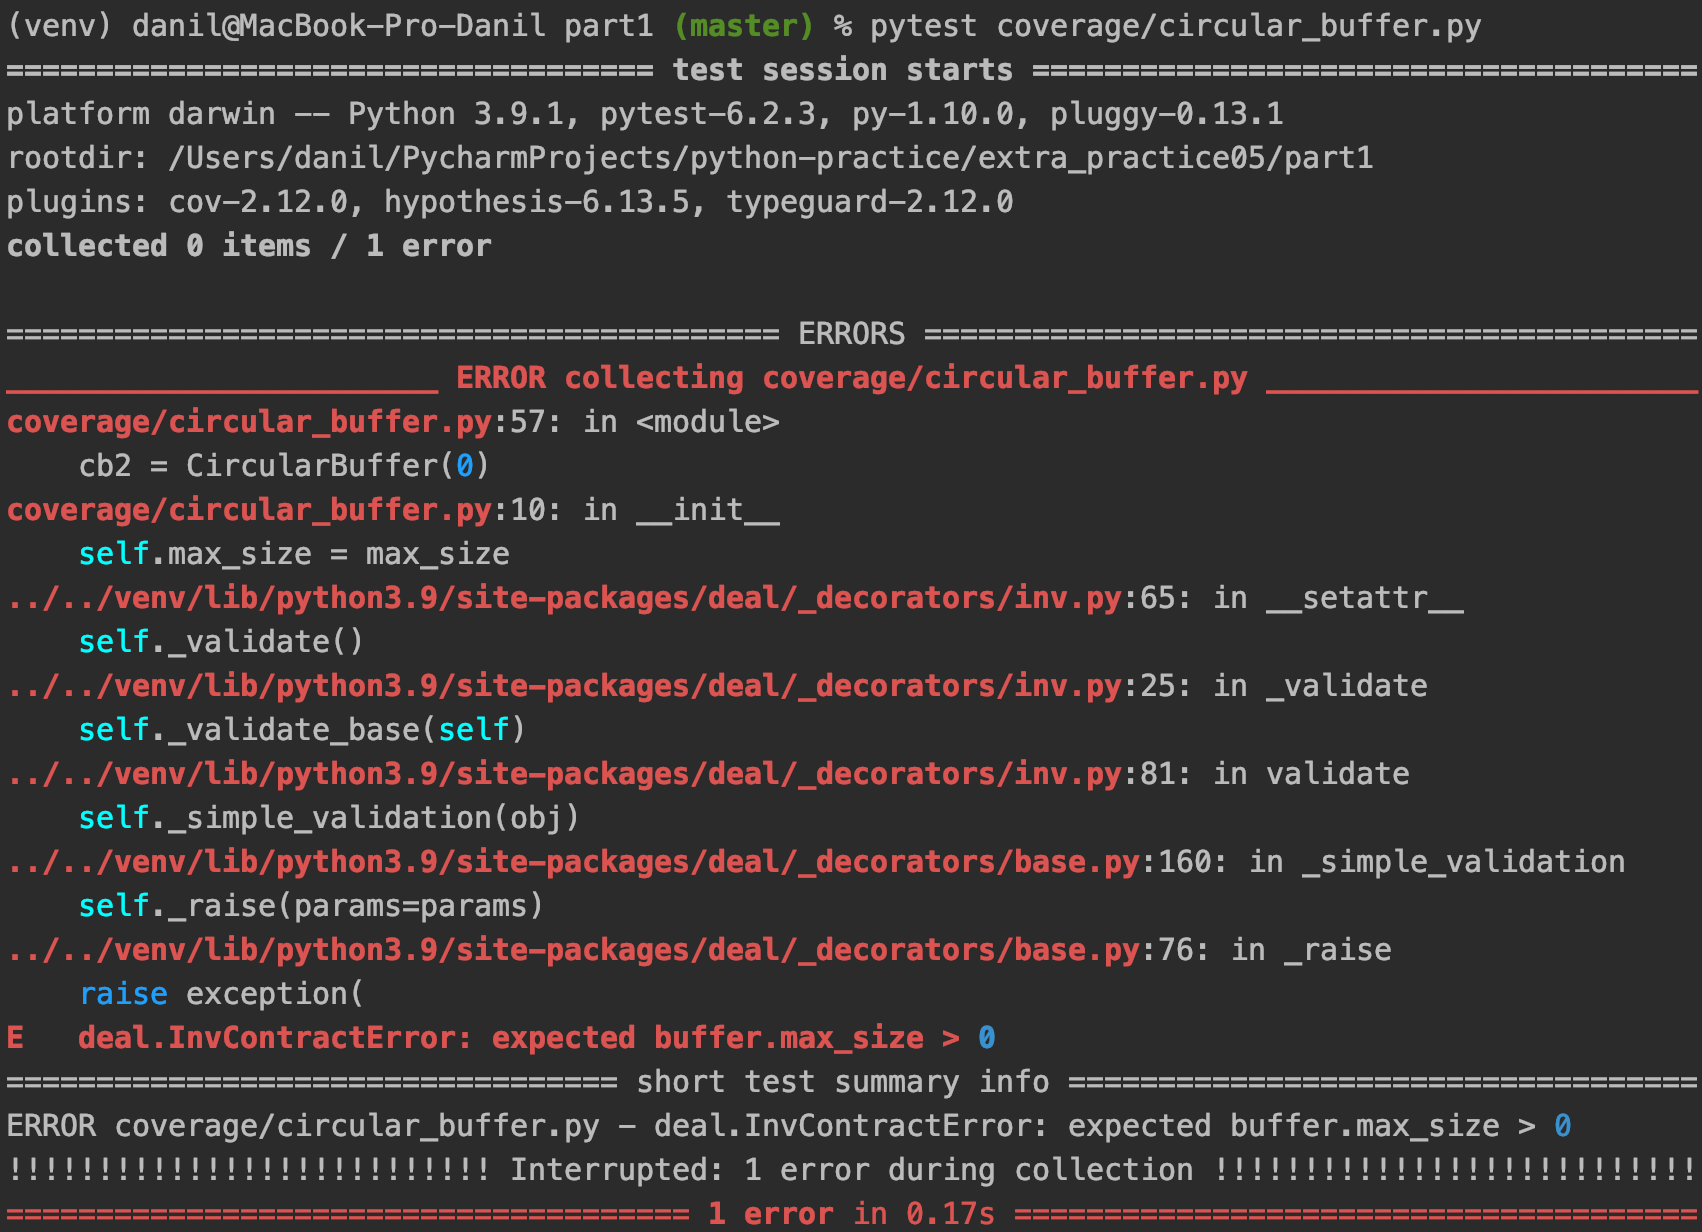 (venv) danil@MacBook-Pro-Danil part1 (master) % pytest coverage/circular_buffer.py
==================================== test session starts =====================================
platform darwin -- Python 3.9.1, pytest-6.2.3, py-1.10.0, pluggy-0.13.1
rootdir: /Users/danil/PycharmProjects/python-practice/extra_practice05/part1
plugins: cov-2.12.0, hypothesis-6.13.5, typeguard-2.12.0
collected 0 items / 1 error
=========================================== ERRORS ===========================================
________________________ ERROR collecting coverage/circular_buffer.py ________________________
coverage/circular_buffer.py:57: in <module>
    cb2 = CircularBuffer(0)
coverage/circular_buffer.py:10: in __init__
    self.max_size = max_size
../../venv/lib/python3.9/site-packages/deal/_decorators/inv.py:65: in __setattr__
    self._validate()
../../venv/lib/python3.9/site-packages/deal/_decorators/inv.py:25: in _validate
    self._validate_base(self)
../../venv/lib/python3.9/site-packages/deal/_decorators/inv.py:81: in validate
    self._simple_validation(obj)
../../venv/lib/python3.9/site-packages/deal/_decorators/base.py:160: in _simple_validation
    self._raise(params=params)
../../venv/lib/python3.9/site-packages/deal/_decorators/base.py:76: in _raise
    raise exception(
E   deal.InvContractError: expected buffer.max_size > 0
================================== short test summary info ===================================
ERROR coverage/circular_buffer.py - deal.InvContractError: expected buffer.max_size > 0
!!!!!!!!!!!!!!!!!!!!!!!!!!! Interrupted: 1 error during collection !!!!!!!!!!!!!!!!!!!!!!!!!!!
====================================== 1 error in 0.17s ======================================